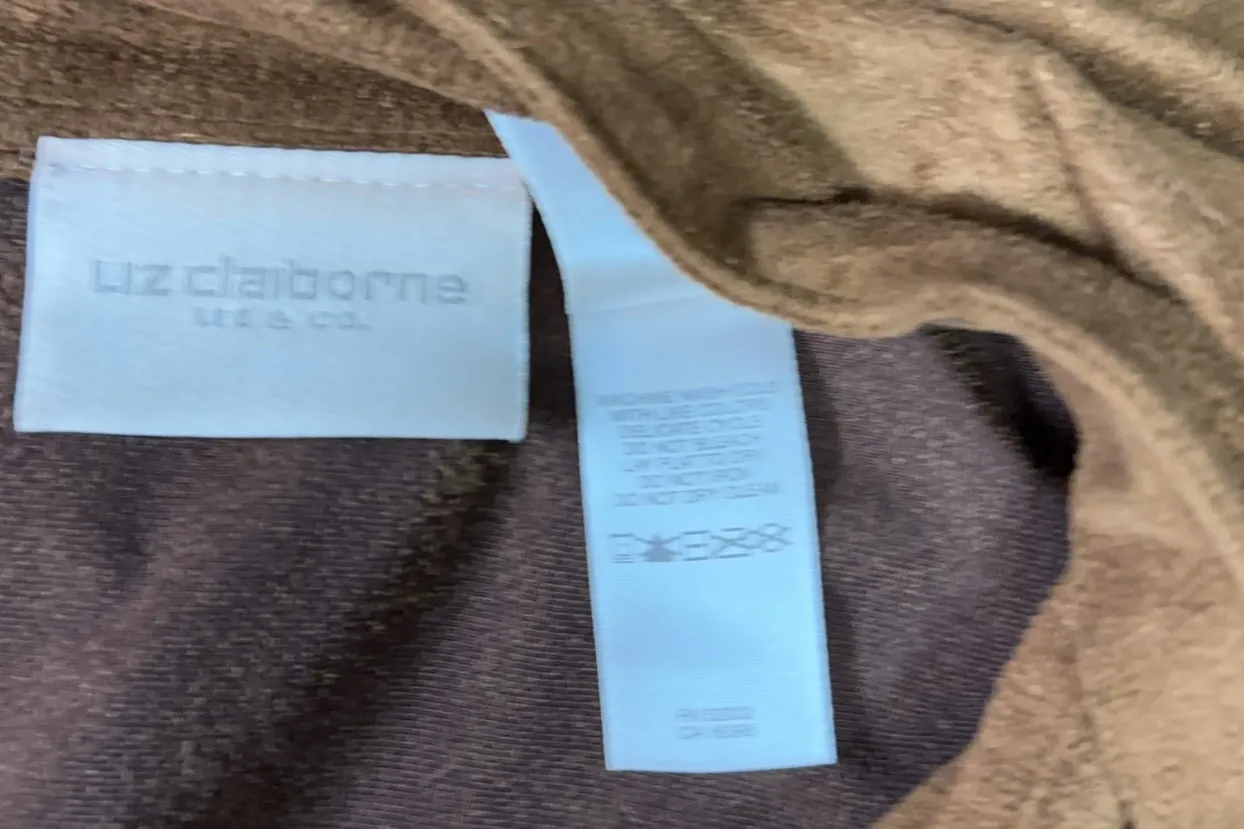 liz claiborne
LIZ & CO.
MACHINE WASH COLD
WITH LIKE COLORS
DELICATE CYCLE
DO NOT BLEACH
LAY FLAT TO DRY
DO NOT IRON
DO NOT DRY CLEAN